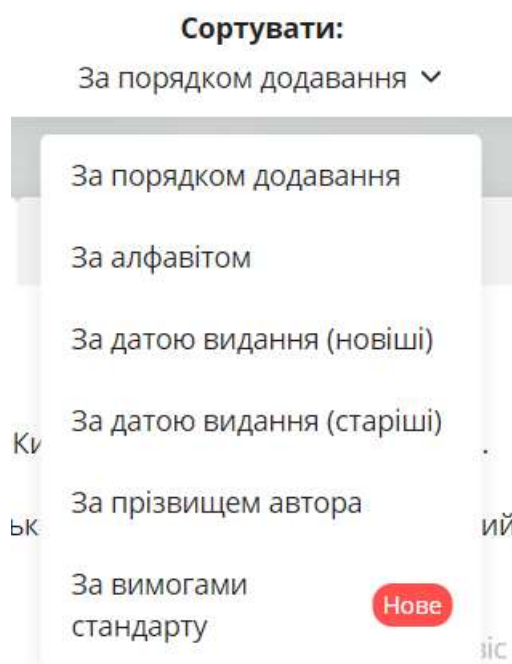 Сортувати:
За порядком додавання
За порядком додавання
За алфавітом
За датою видання (новіші)
За датою видання (старіші)
За прізвищем автора
За вимогами
стандарту
Нове